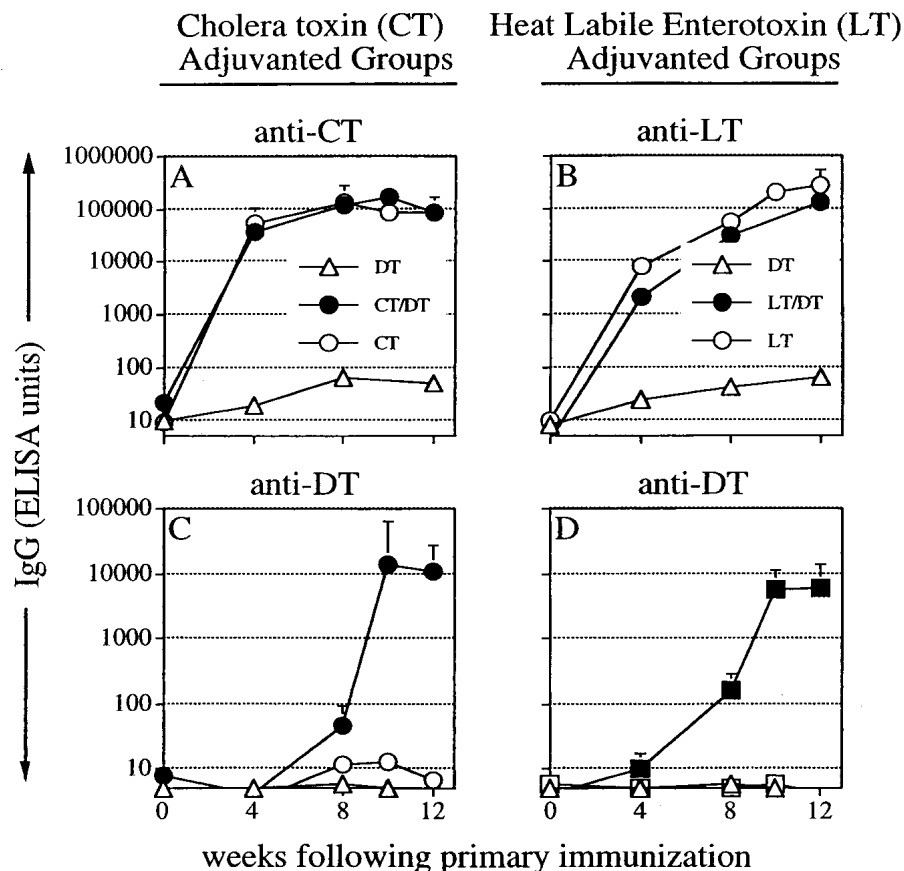 Cholera toxin (CT)
Adjuvanted Groups
Heat Labile Enterotoxin (LT)
Adjuvanted Groups
anti-CT
anti-LT
IgG (ELISA units)
1000000
100000
10000
1000
100
10
A
DT
CT/DT
CT
B
DT
LT/DT
LT
anti-DT
anti-DT
100000
10000
1000
100
10
C
D
0 4 8 12
0 4 8 12
weeks following primary immunization